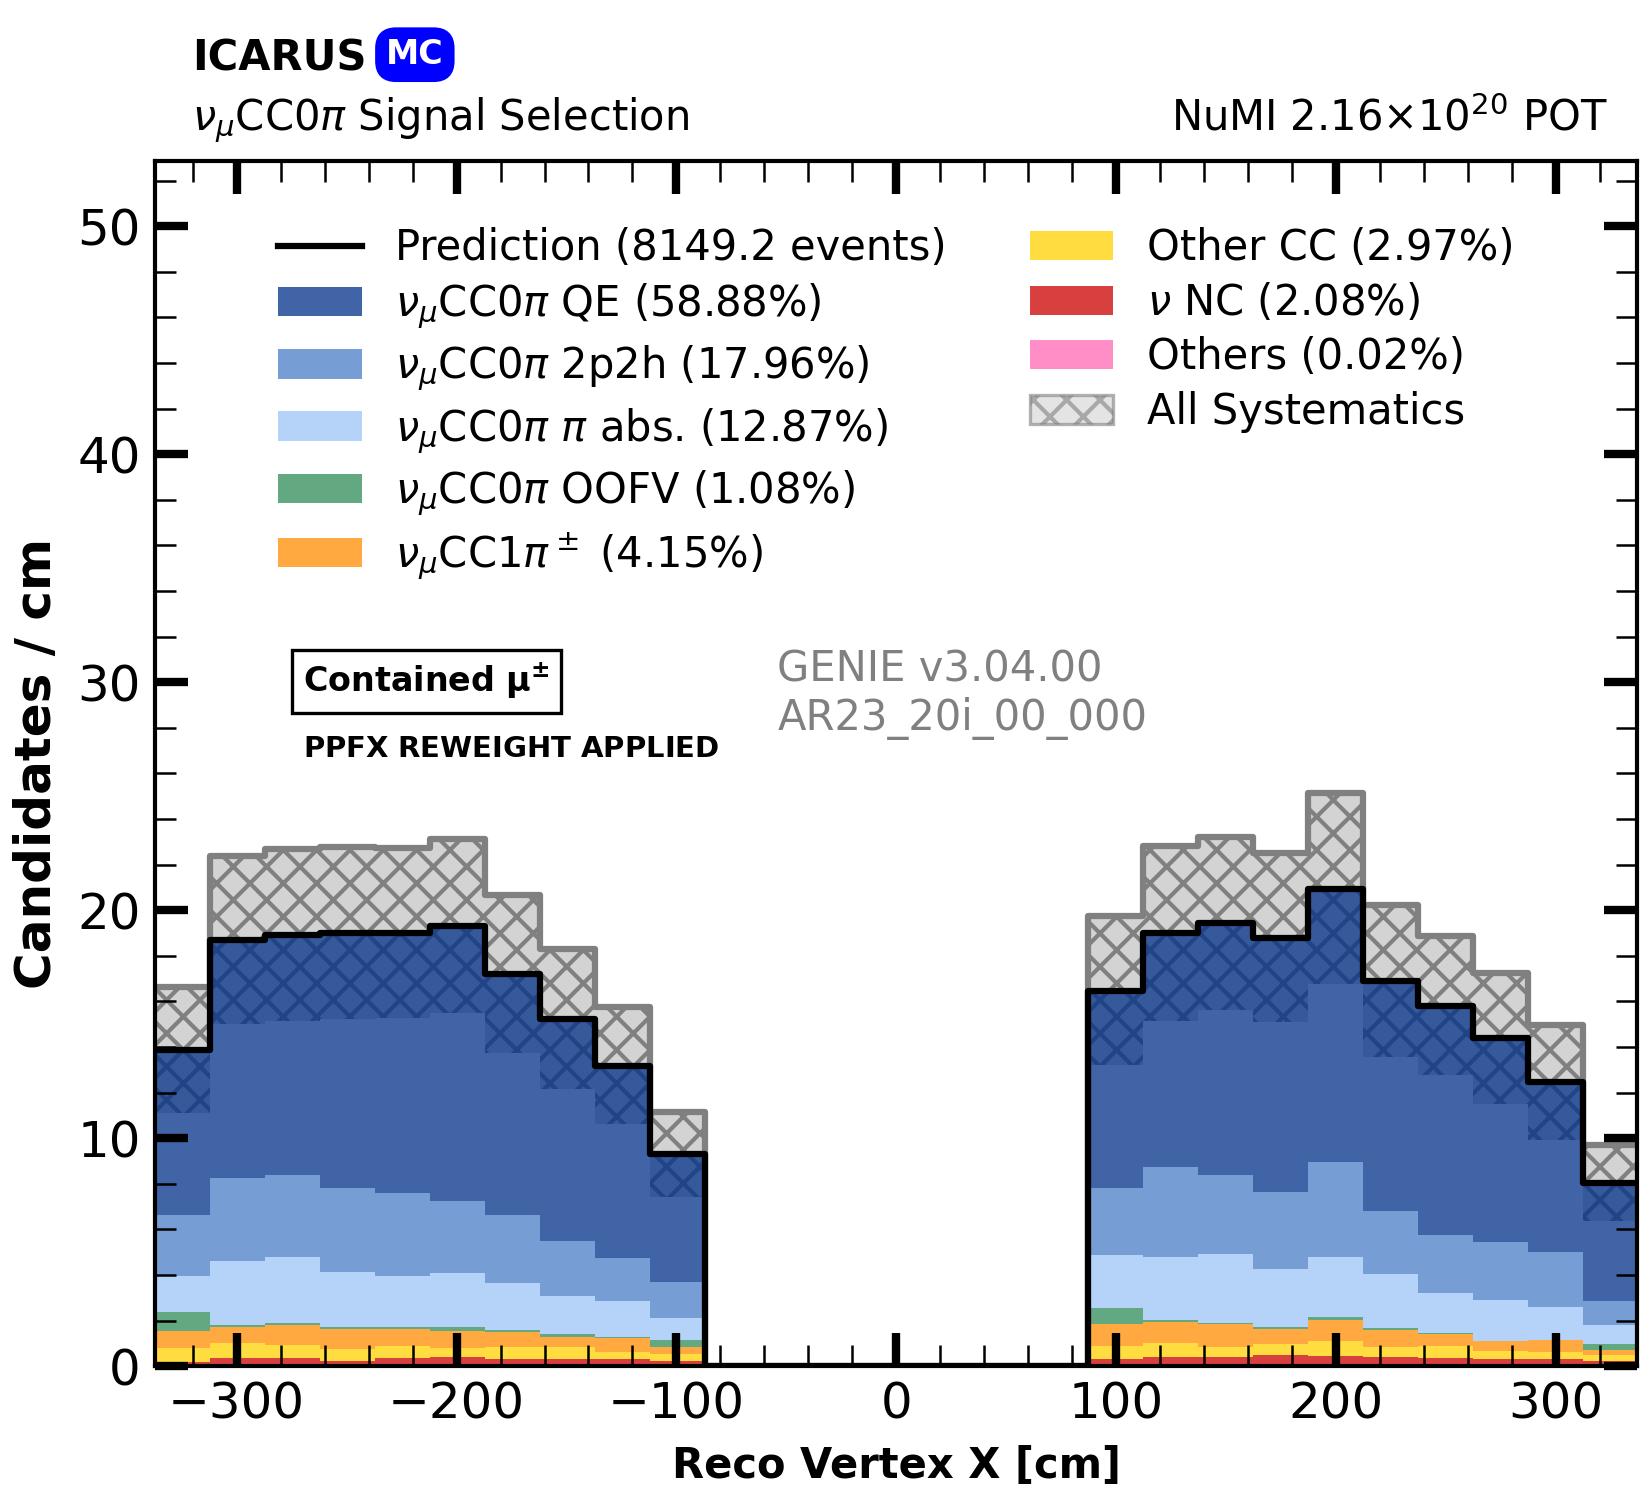 ICARUS MC
νμCC0π Signal Selection
NuMI 2.16×10²⁰ POT
Prediction (8149.2 events)
νμCC0π QE (58.88%)
νμCC0π 2p2h (17.96%)
νμCC0π π abs. (12.87%)
νμCC0π OOFV (1.08%)
νμCC1π± (4.15%)
Other CC (2.97%)
ν NC (2.08%)
Others (0.02%)
All Systematics
Contained μ±
PPFX REWEIGHT APPLIED
GENIE v3.04.00
AR23_20i_00_000
Candidates / cm
50
40
30
20
10
0
−300 −200 −100 0 100 200 300
Reco Vertex X [cm]